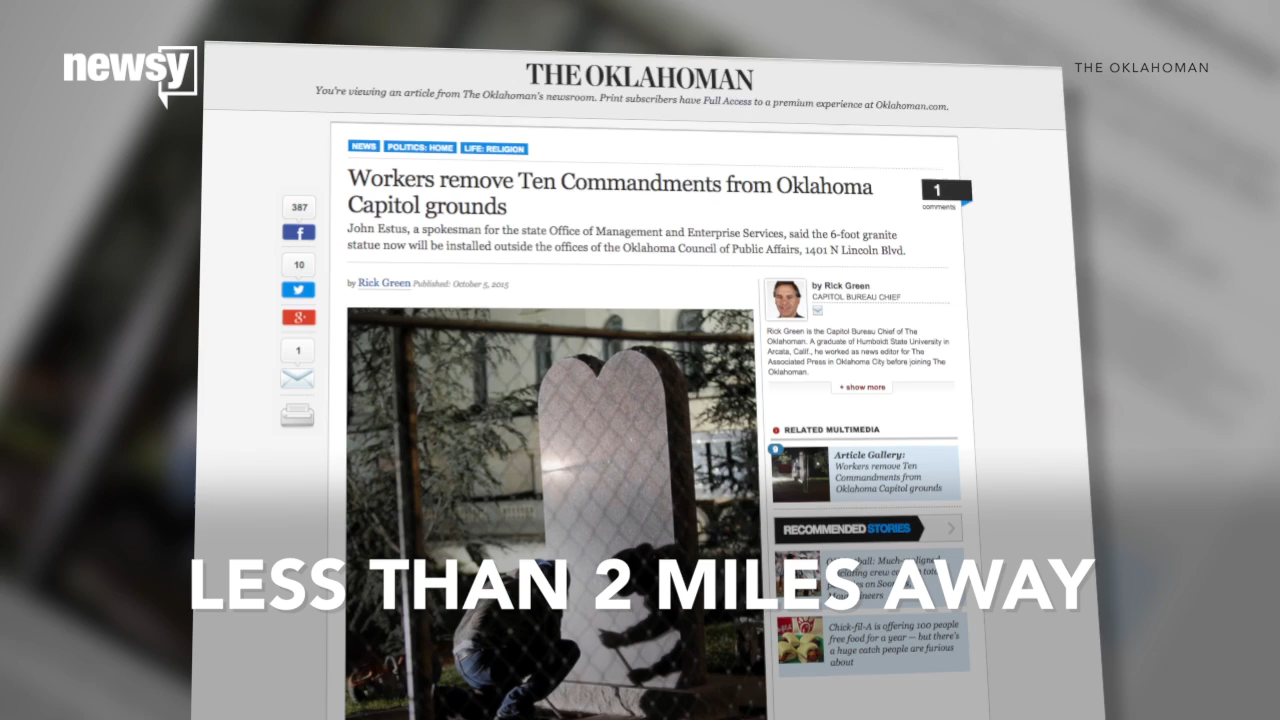 newsy
THE OKLAHOMAN
THE OKLAHOMAN
You're viewing an article from The Oklahoman's newsroom. Print subscribers have Full Access to a premium experience at Oklahoman.com.
NEWS POLITICS: HOME LIFE: RELIGION
Workers remove Ten Commandments from Oklahoma
Capitol grounds
1
comments
John Estus, a spokesman for the state Office of Management and Enterprise Services, said the 6-foot granite
statue now will be installed outside the offices of the Oklahoma Council of Public Affairs, 1401 N Lincoln Blvd.
387
f
10
g+
1
by Rick Green Published: October 5, 2015
by Rick Green
CAPITOL BUREAU CHIEF
Rick Green is the Capitol Bureau Chief of The
Oklahoman. A graduate of Humboldt State University in
Arcata, Calif., he worked as news editor for The
Associated Press in Oklahoma City before joining The
Oklahoman.
+ show more
RELATED MULTIMEDIA
Article Gallery:
Workers remove Ten
Commandments from
Oklahoma Capitol grounds
RECOMMENDED STORIES
LESS THAN 2 MILES AWAY
Chick-fil-A is offering 100 people
free food for a year — but there's
a huge catch people are furious
about